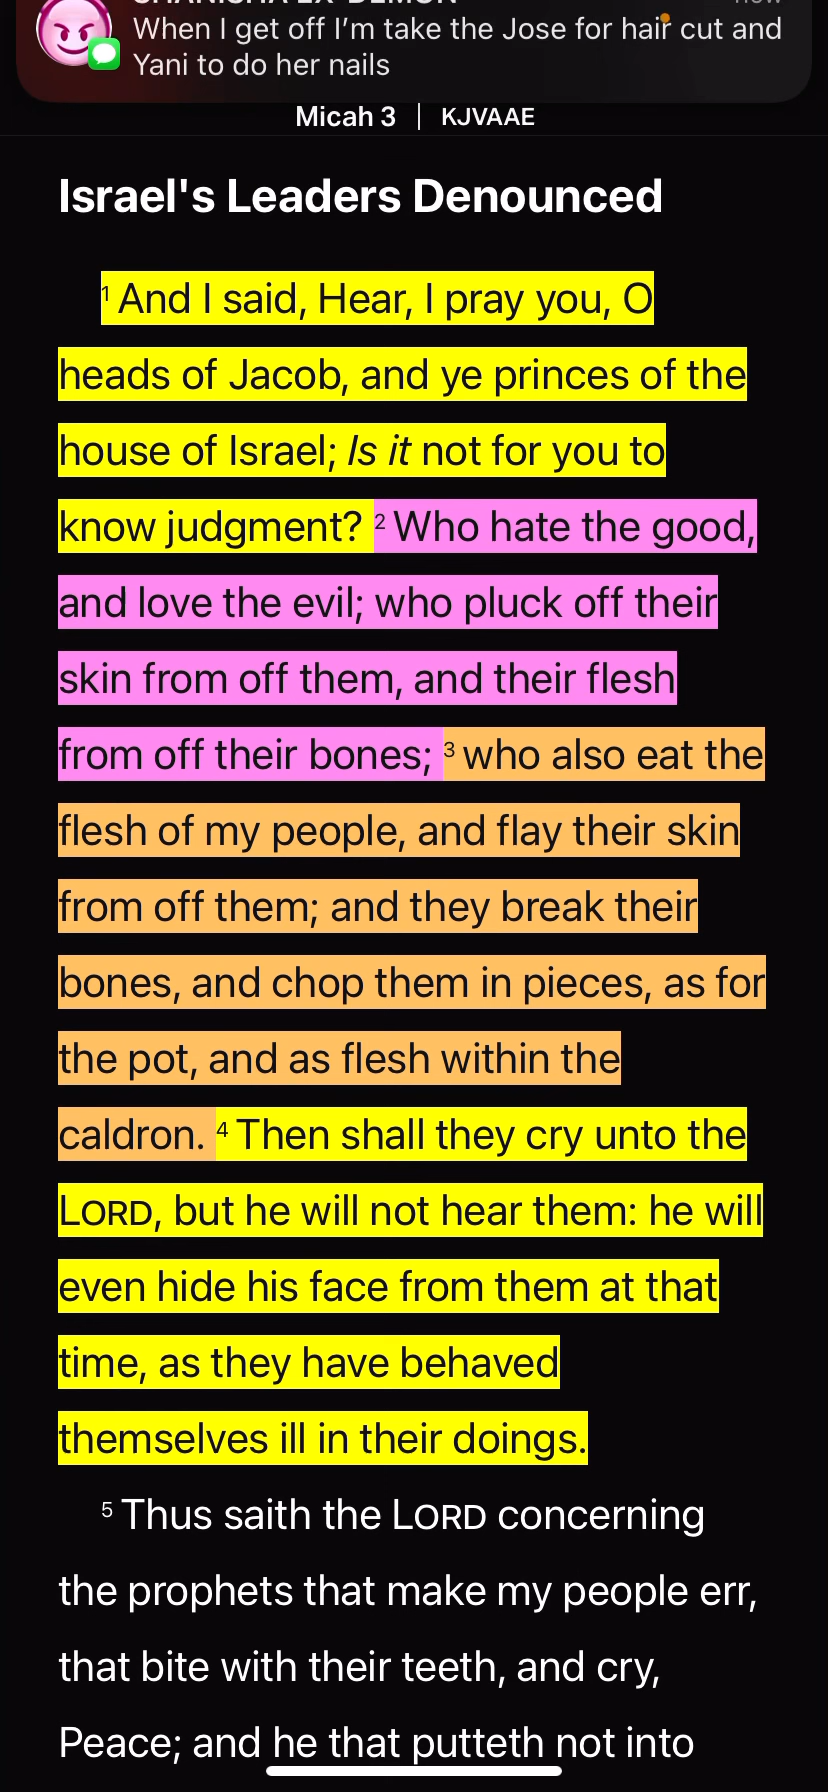 When I get off I’m take the Jose for hair cut and
Yani to do her nails
Micah 3 | KJVAAE
Israel's Leaders Denounced
1 And I said, Hear, I pray you, O
heads of Jacob, and ye princes of the
house of Israel; Is it not for you to
know judgment? 2 Who hate the good,
and love the evil; who pluck off their
skin from off them, and their flesh
from off their bones; 3 who also eat the
flesh of my people, and flay their skin
from off them; and they break their
bones, and chop them in pieces, as for
the pot, and as flesh within the
caldron. 4 Then shall they cry unto the
LORD, but he will not hear them: he will
even hide his face from them at that
time, as they have behaved
themselves ill in their doings.
5 Thus saith the LORD concerning
the prophets that make my people err,
that bite with their teeth, and cry,
Peace; and he that putteth not into